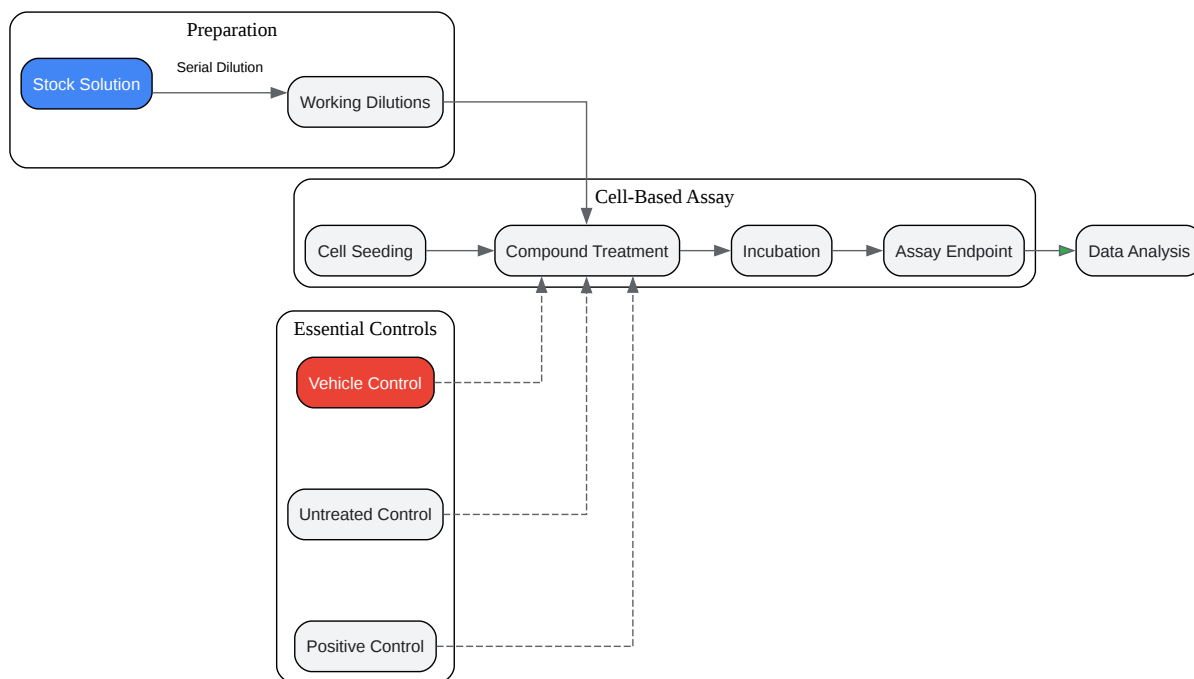 Preparation
Stock Solution
Serial Dilution
Working Dilutions
Cell-Based Assay
Cell Seeding
Compound Treatment
Incubation
Assay Endpoint
Data Analysis
Essential Controls
Vehicle Control
Untreated Control
Positive Control